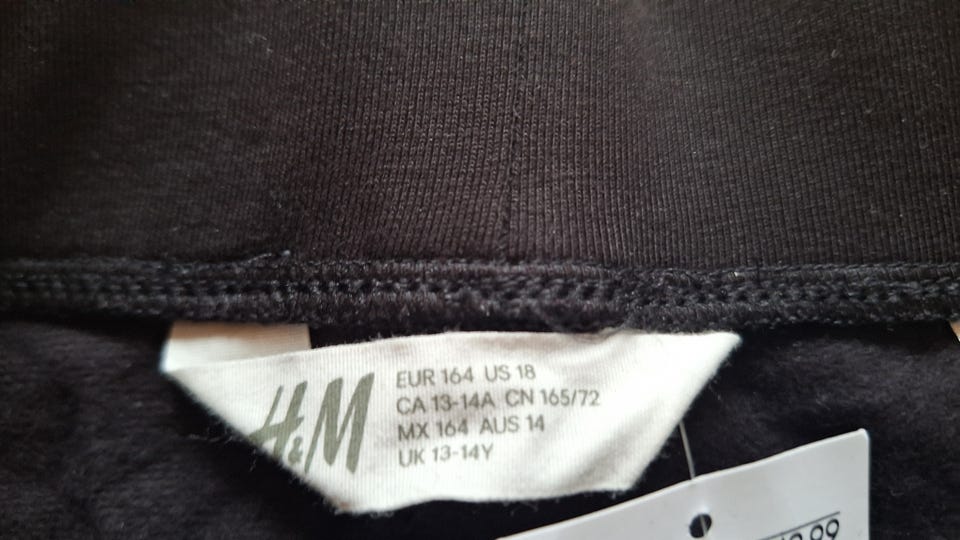 H&M
EUR 164 US 18
CA 13-14A CN 165/72
MX 164 AUS 14
UK 13-14Y